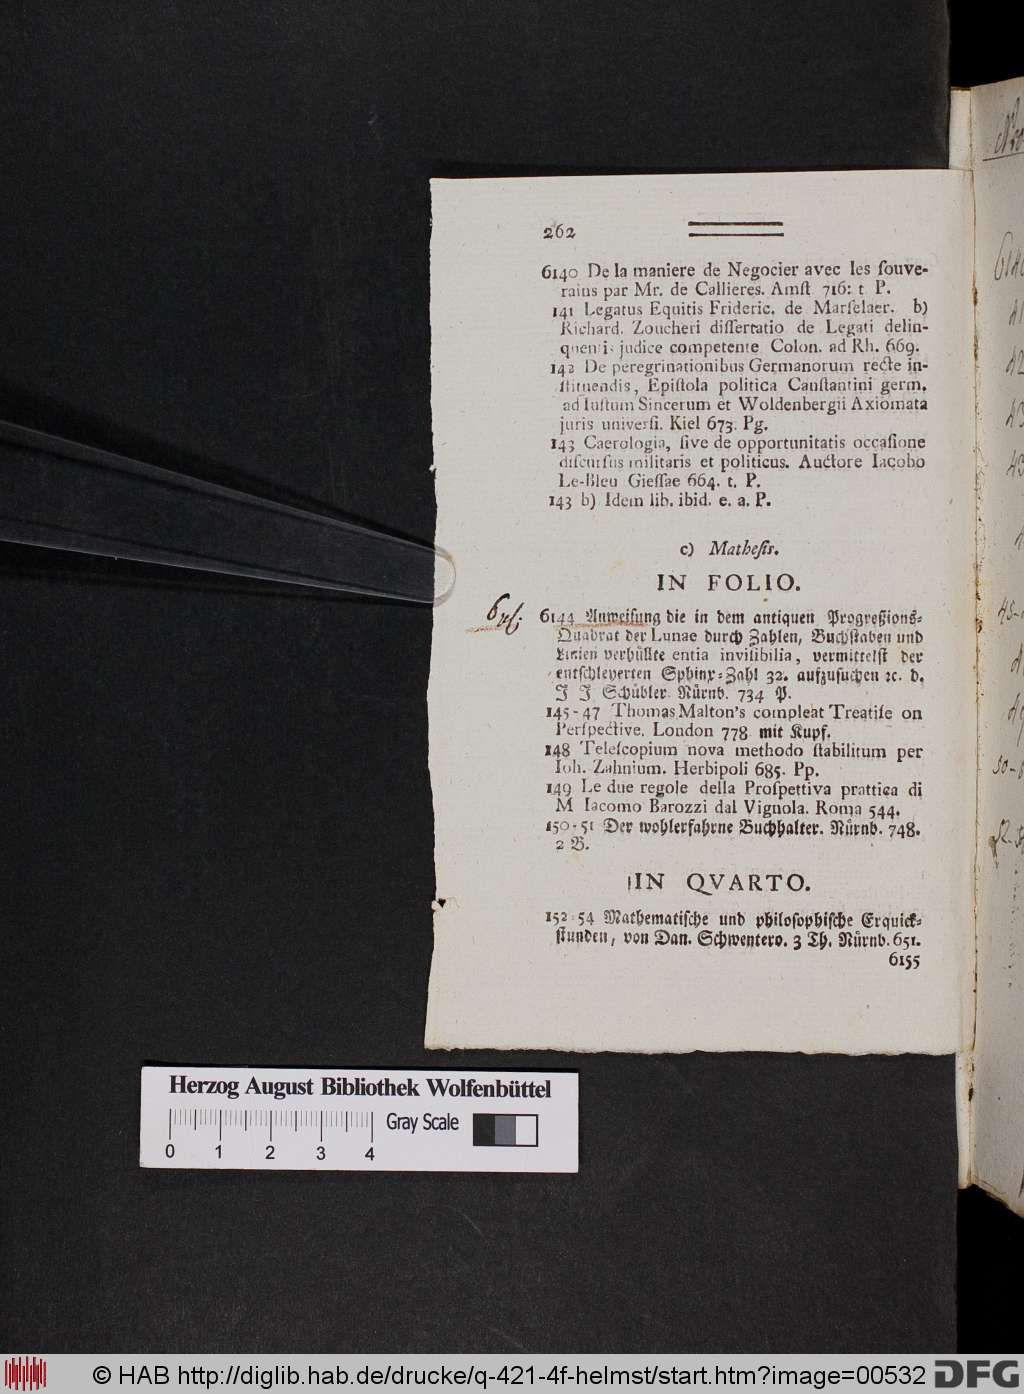 262
6140 De la maniere de Negocier avec les ſouve-
rains par Mr. de Callieres. Amſt 716: t P.
141 Legatus Equitis Frideric. de Marſelaer. b)
Richard. Zoucheri diſſertatio de Legati delin-
quentis judice competente Colon. ad Rh. 669.
142 De peregrinationibus Germanorum recte in-
ſtituendis, Epiſtola politica Canſtantini germ.
ad Iuſtum Sincerum et Woldenbergii Axiomata
juris universi. Kiel 673. Pg.
143 Caerologia, ſive de opportunitatis occaſione
diſcurſus militaris et politicus. Auctore Iacobo
Le-Bleu Gieſſae 664. t. P.
143 b) Idem lib. ibid. e. a. P.
c) Matheſis.
IN FOLIO.
6144 Anweiſung die in dem antiquen Progreßions-
Quadrat der Lunae durch Zahlen, Buchſtaben und
Linien verhüllte entia inviſibilia, vermittelſt der
entſchleyerten Sphinx-Zahl 32. aufzuſuchen ꝛc. d.
J J Schübler. Nürnb. 734 P.
145-47 Thomas Malton's compleat Treatiſe on
Perſpective. London 778 mit Kupf.
148 Teleſcopium nova methodo ſtabilitum per
Ioh. Zahnium. Herbipoli 685. Pp.
149 Le due regole della Proſpettiva prattica di
M Iacomo Barozzi dal Vignola. Roma 544.
150-51 Der wohlerfahrne Buchhalter. Nürnb. 748.
2 B.
IN QVARTO.
152-54 Mathematiſche und philoſophiſche Erquick-
ſtunden, von Dan. Schwentero. 3 Th. Nürnb. 651.
6155
Herzog August Bibliothek Wolfenbüttel
Gray Scale
0 1 2 3 4
© HAB http://diglib.hab.de/drucke/q-421-4f-helmst/start.htm?image=00532
DFG